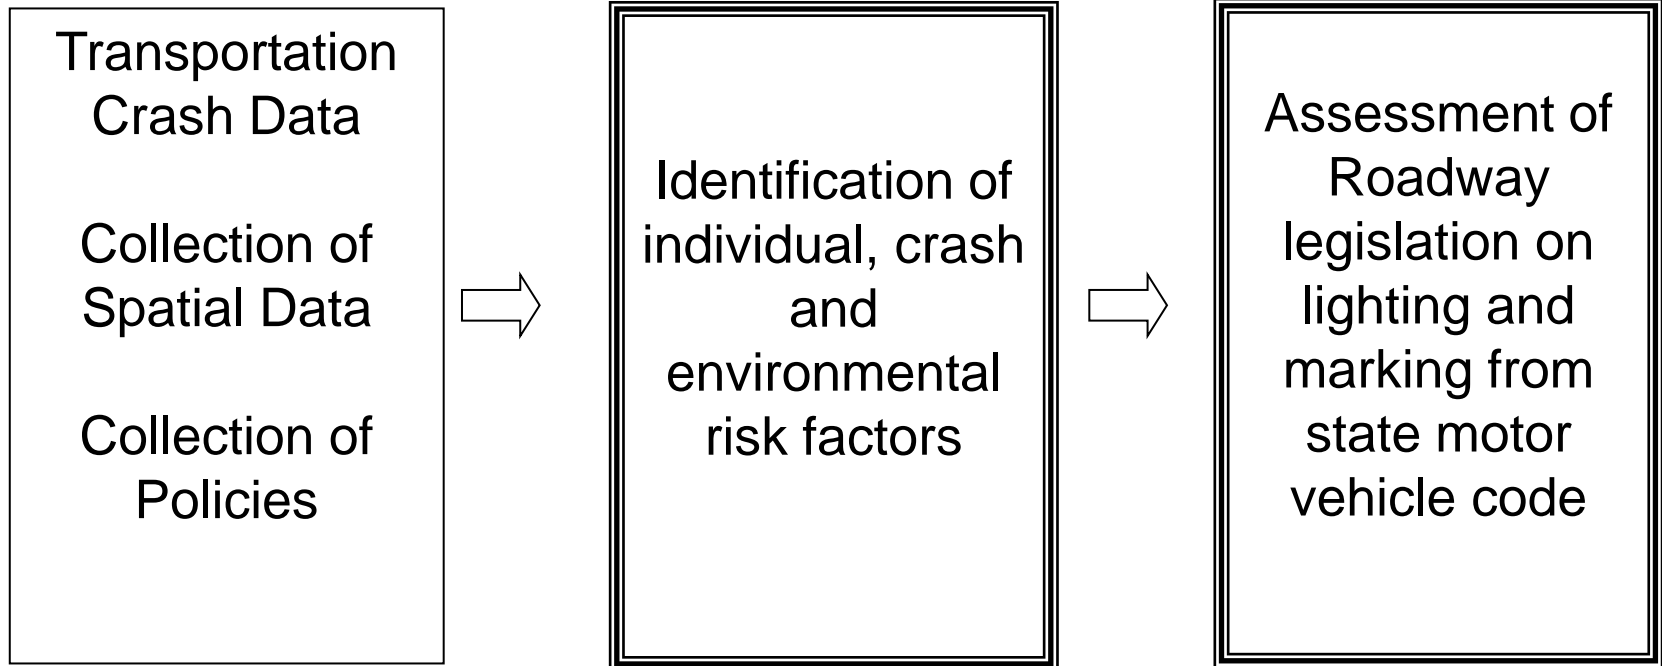 Transportation
Crash Data
Collection of
Spatial Data
Collection of
Policies
Identification of
individual, crash
and
environmental
risk factors
Assessment of
Roadway
legislation on
lighting and
marking from
state motor
vehicle code